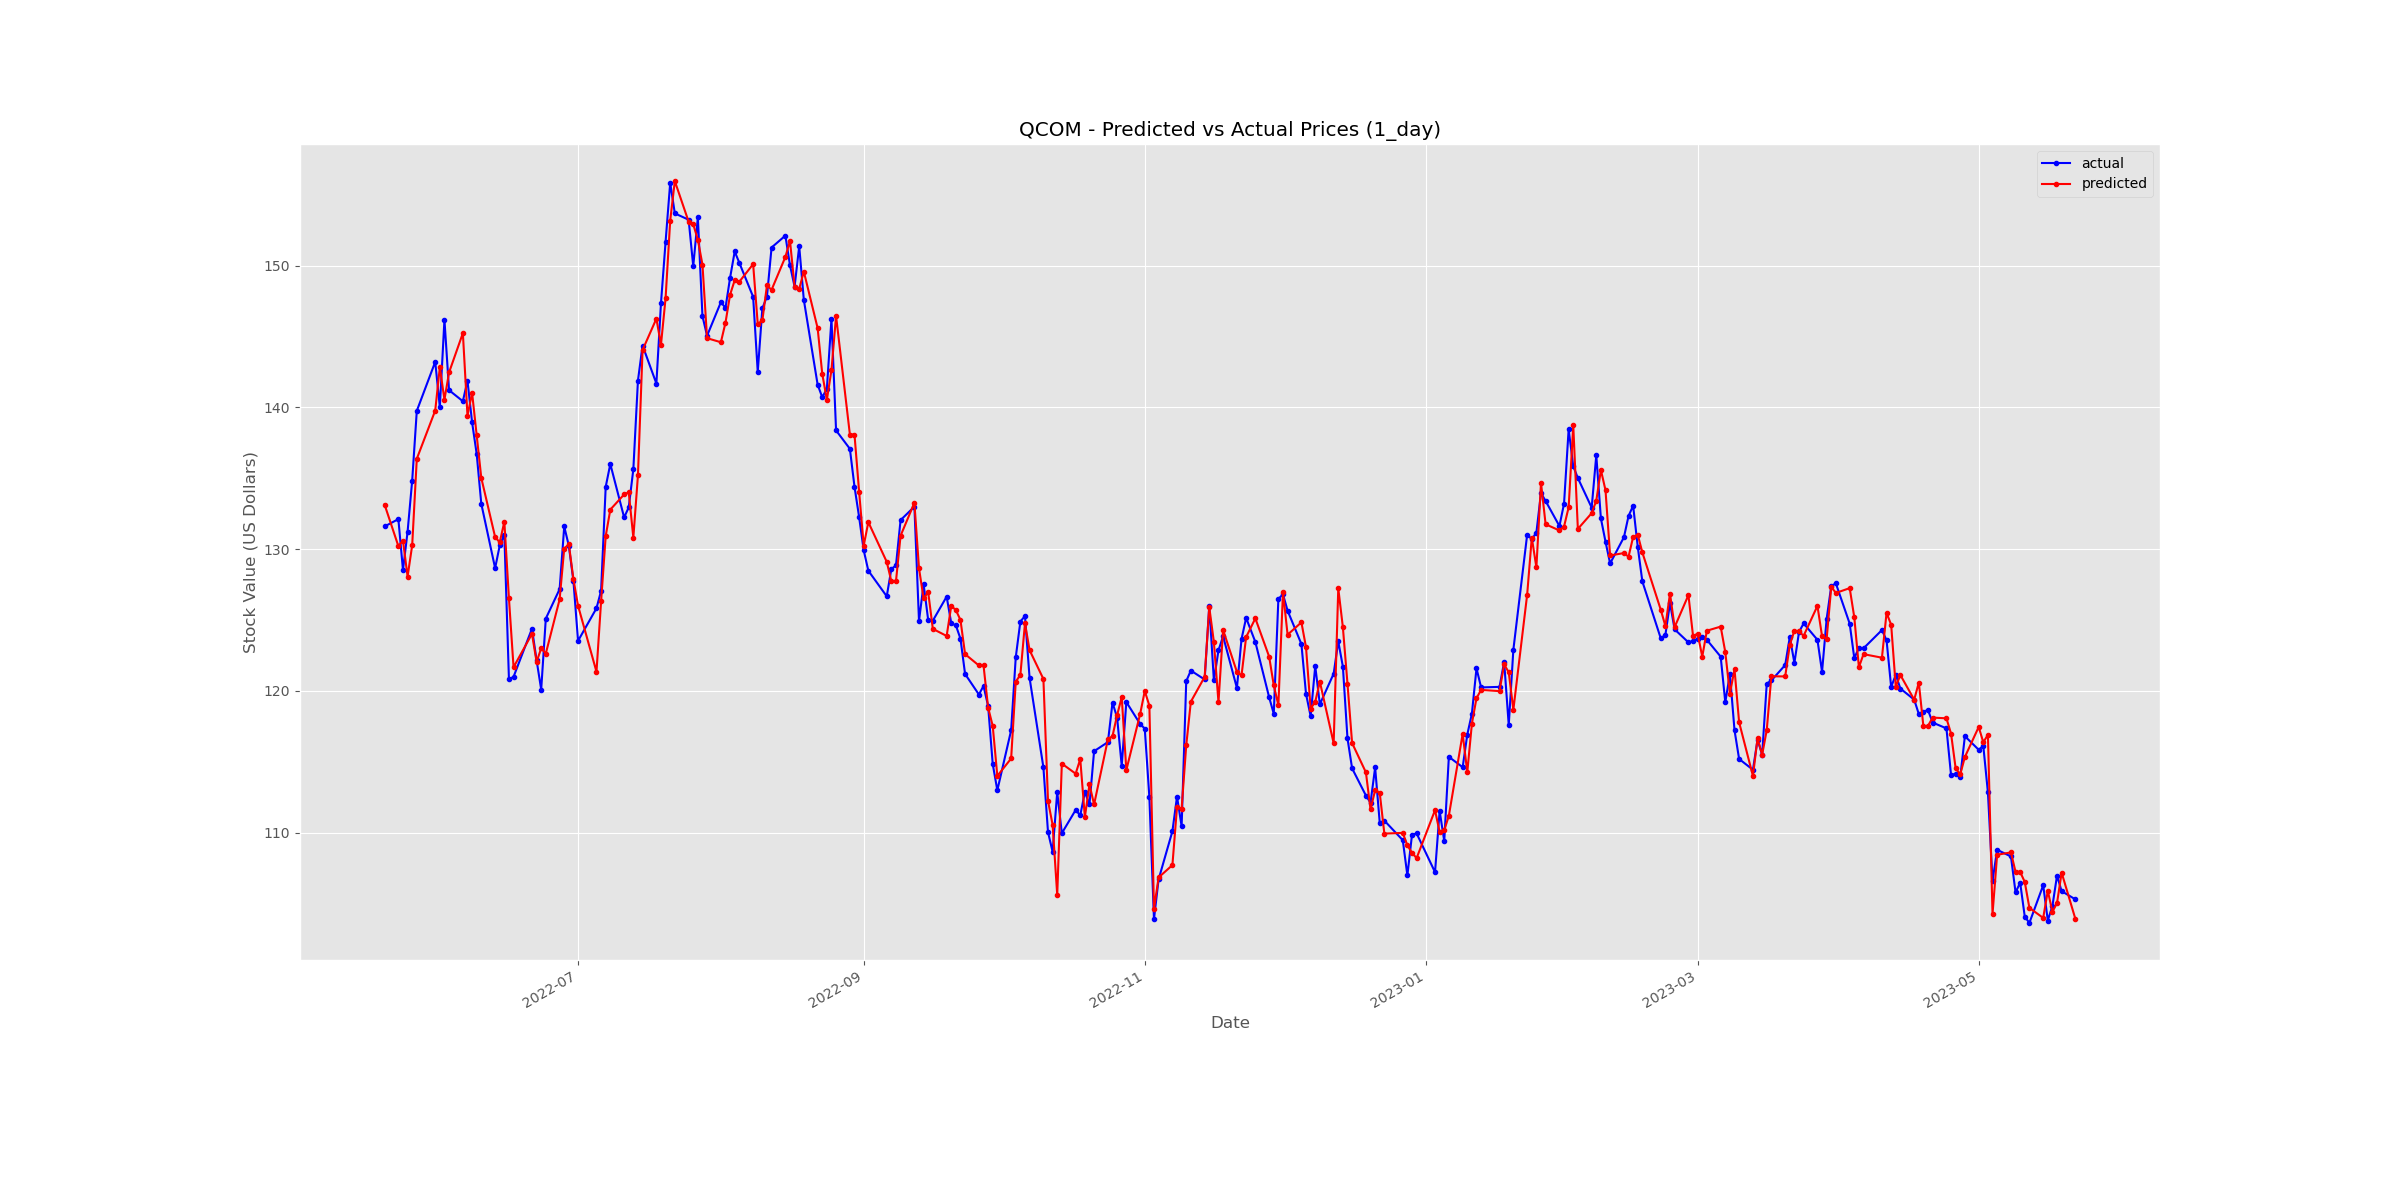 QCOM - Predicted vs Actual Prices (1_day)
actual
predicted
Stock Value (US Dollars)
150
140
130
120
110
2022-07
2022-09
2022-11
2023-01
2023-03
2023-05
Date